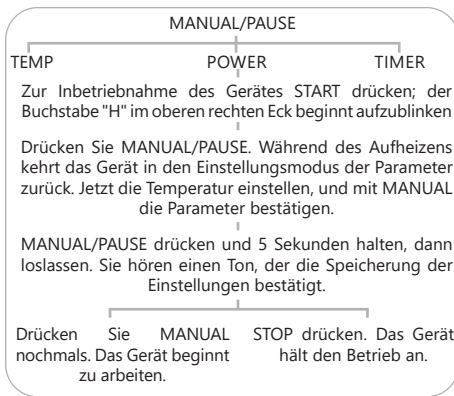 MANUAL/PAUSE
TEMP POWER TIMER
Zur Inbetriebnahme des Gerätes START drücken; der
Buchstabe "H" im oberen rechten Eck beginnt aufzublinken
Drücken Sie MANUAL/PAUSE. Während des Aufheizens
kehrt das Gerät in den Einstellungsmodus der Parameter
zurück. Jetzt die Temperatur einstellen, und mit MANUAL
die Parameter bestätigen.
MANUAL/PAUSE drücken und 5 Sekunden halten, dann
loslassen. Sie hören einen Ton, der die Speicherung der
Einstellungen bestätigt.
Drücken Sie MANUAL
nochmals. Das Gerät beginnt
zu arbeiten.
STOP drücken. Das Gerät
hält den Betrieb an.